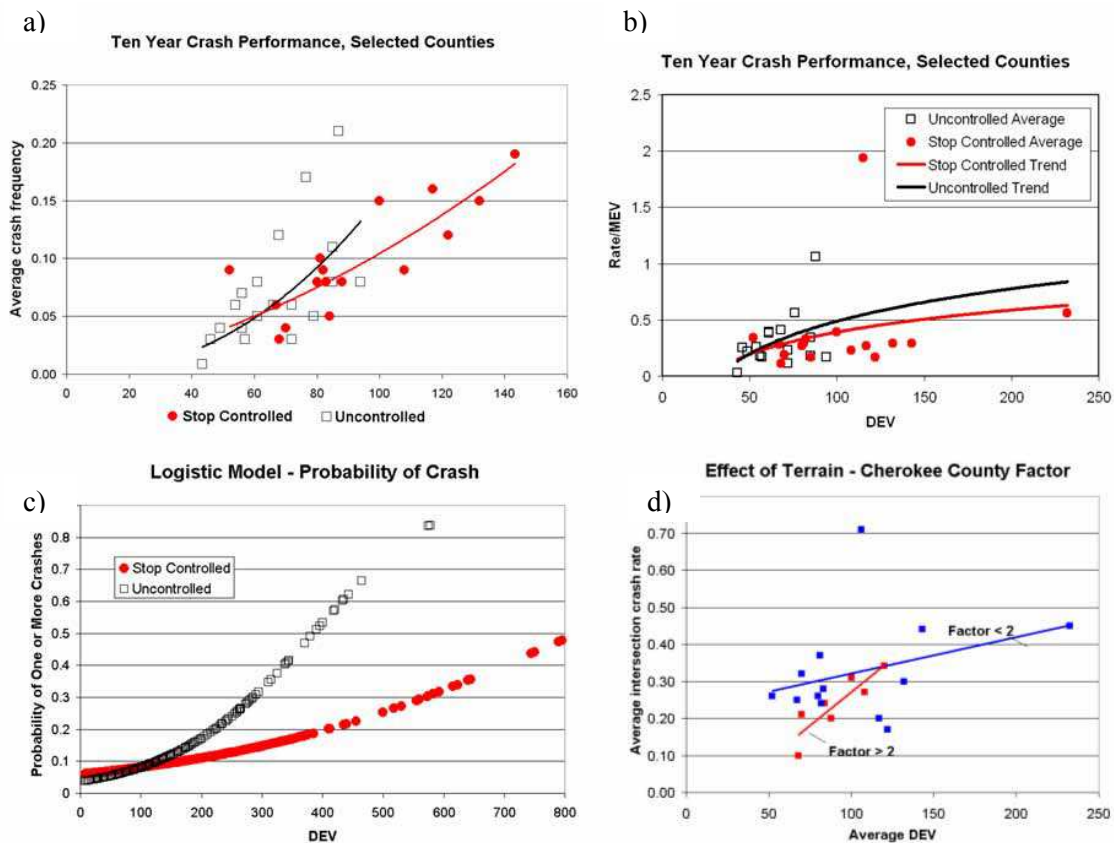 a)
Ten Year Crash Performance, Selected Counties
0.25
0.20
0.15
0.10
0.05
0.00
Average crash frequency
0 20 40 60 80 100 120 140 160
Stop Controlled Uncontrolled
b)
Ten Year Crash Performance, Selected Counties
2.5
2
1.5
1
0.5
0
Rate/MEV
Uncontrolled Average
Stop Controlled Average
Stop Controlled Trend
Uncontrolled Trend
0 50 100 150 200 250
DEV
c)
Logistic Model - Probability of Crash
0.8
0.7
0.6
0.5
0.4
0.3
0.2
0.1
0
Probability of One or More Crashes
Stop Controlled
Uncontrolled
0 100 200 300 400 500 600 700 800
DEV
d)
Effect of Terrain - Cherokee County Factor
0.70
0.60
0.50
0.40
0.30
0.20
0.10
0.00
Average intersection crash rate
Factor < 2
Factor > 2
0 50 100 150 200 250
Average DEV